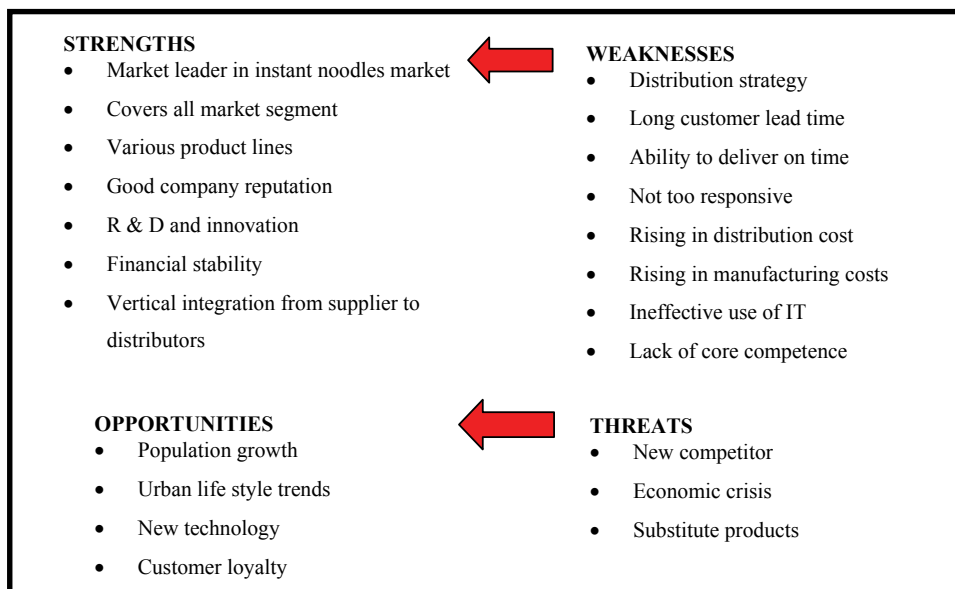 STRENGTHS
• Market leader in instant noodles market
• Covers all market segment
• Various product lines
• Good company reputation
• R & D and innovation
• Financial stability
• Vertical integration from supplier to
distributors
WEAKNESSES
• Distribution strategy
• Long customer lead time
• Ability to deliver on time
• Not too responsive
• Rising in distribution cost
• Rising in manufacturing costs
• Ineffective use of IT
• Lack of core competence
OPPORTUNITIES
• Population growth
• Urban life style trends
• New technology
• Customer loyalty
THREATS
• New competitor
• Economic crisis
• Substitute products